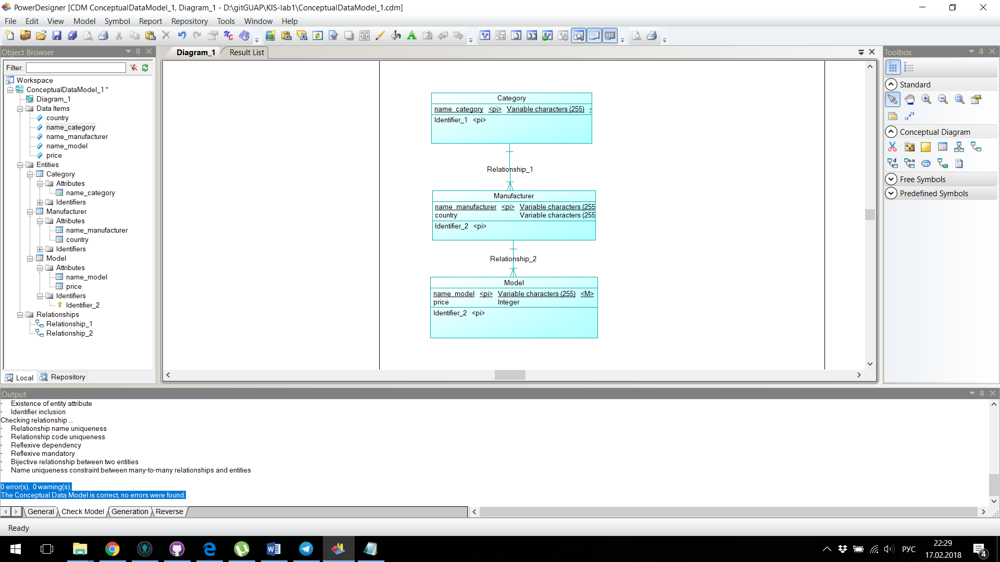 PowerDesigner [CDM ConceptualDataModel_1, Diagram_1 - D:\gitGUAP\KIS-lab1\ConceptualDataModel_1.cdm]
File Edit View Model Symbol Report Repository Tools Window Help
Object Browser
Filter:
Workspace
ConceptualDataModel_1 *
Diagram_1
Data Items
country
name_category
name_manufacturer
name_model
price
Entities
Category
Attributes
name_category
Identifiers
Manufacturer
Attributes
name_manufacturer
country
Identifiers
Model
Attributes
name_model
price
Identifiers
Identifier_2
Relationships
Relationship_1
Relationship_2
Local Repository
Diagram_1 Result List
Category
name_category <pi> Variable characters (255) <
Identifier_1 <pi>
Relationship_1
Manufacturer
name_manufacturer <pi> Variable characters (255
country Variable characters (255
Identifier_2 <pi>
Relationship_2
Model
name_model <pi> Variable characters (255) <M>
price Integer
Identifier_2 <pi>
Toolbox
Standard
Conceptual Diagram
Free Symbols
Predefined Symbols
Output
- Existence of entity attribute
- Identifier inclusion
Checking relationship ...
- Relationship name uniqueness
- Relationship code uniqueness
- Reflexive dependency
- Reflexive mandatory
- Bijective relationship between two entities
- Name uniqueness constraint between many-to-many relationships and entities
0 error(s), 0 warning(s).
The Conceptual Data Model is correct, no errors were found.
General Check Model Generation Reverse
Ready
РУС
22:29
17.02.2018
4